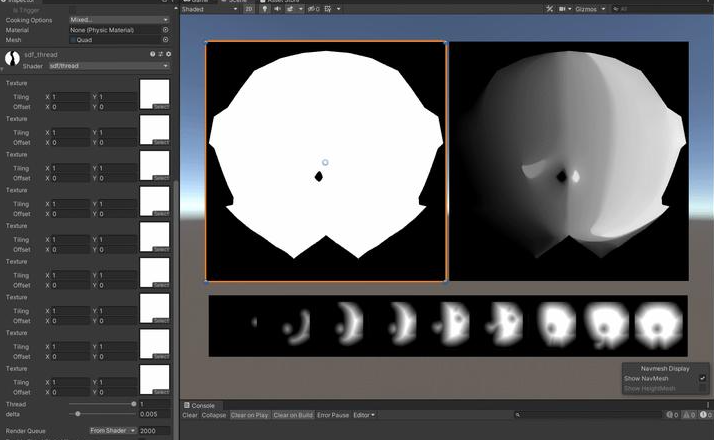 Is Trigger
Cooking Options Mixed...
Material None (Physic Material)
Mesh Quad
sdf_thread
Shader sdf/thread
Texture
Tiling X 1 Y 1
Offset X 0 Y 0
Select
Texture
Tiling X 1 Y 1
Offset X 0 Y 0
Select
Texture
Tiling X 1 Y 1
Offset X 0 Y 0
Select
Texture
Tiling X 1 Y 1
Offset X 0 Y 0
Select
Texture
Tiling X 1 Y 1
Offset X 0 Y 0
Select
Texture
Tiling X 1 Y 1
Offset X 0 Y 0
Select
Texture
Tiling X 1 Y 1
Offset X 0 Y 0
Select
Texture
Tiling X 1 Y 1
Offset X 0 Y 0
Select
Texture
Tiling X 1 Y 1
Offset X 0 Y 0
Select
Thread 1
delta 0.005
Render Queue From Shader 2000
Shaded 2D 0 Gizmos All
Navmesh Display
Show NavMesh
Show HeightMesh
Console
Clear Collapse Clear on Play Clear on Build Error Pause Editor
0 0 0